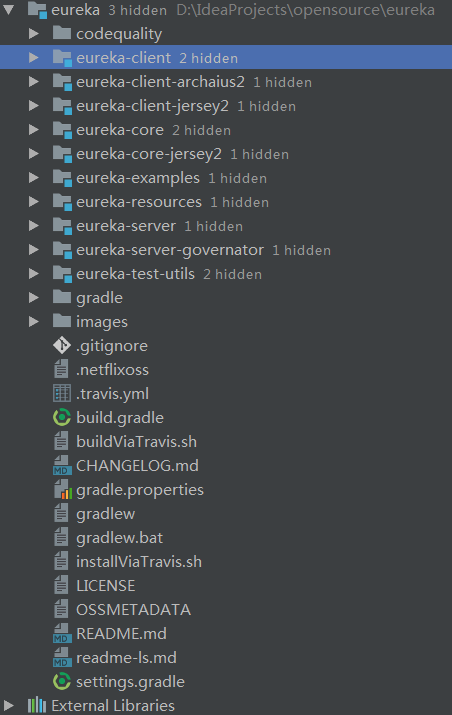 eureka 3 hidden D:\IdeaProjects\opensource\eureka
codequality
eureka-client 2 hidden
eureka-client-archaius2 1 hidden
eureka-client-jersey2 1 hidden
eureka-core 2 hidden
eureka-core-jersey2 1 hidden
eureka-examples 1 hidden
eureka-resources 1 hidden
eureka-server 1 hidden
eureka-server-governator 1 hidden
eureka-test-utils 2 hidden
gradle
images
.gitignore
.netflixoss
.travis.yml
build.gradle
buildViaTravis.sh
MD CHANGELOG.md
gradle.properties
gradlew
gradlew.bat
installViaTravis.sh
LICENSE
OSSMETADATA
MD README.md
MD readme-ls.md
settings.gradle
External Libraries